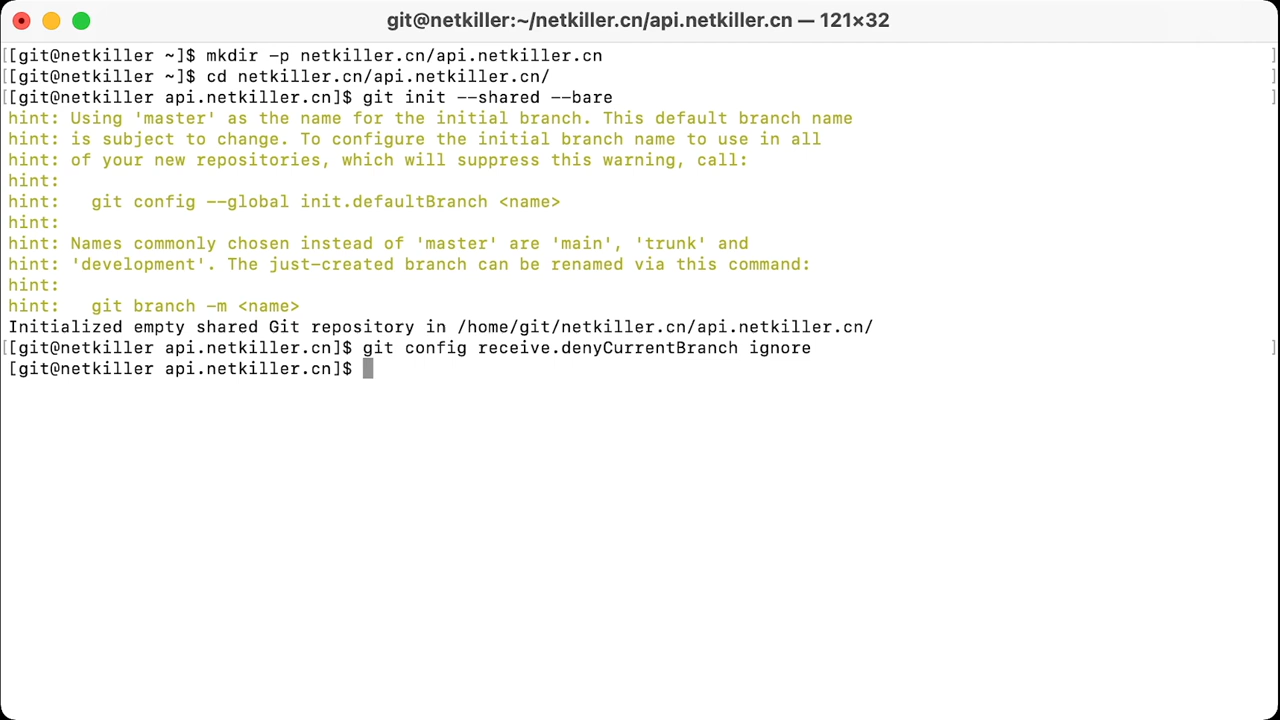 git@netkiller:~/netkiller.cn/api.netkiller.cn — 121×32
[[git@netkiller ~]$ mkdir -p netkiller.cn/api.netkiller.cn ]
[[git@netkiller ~]$ cd netkiller.cn/api.netkiller.cn/ ]
[[git@netkiller api.netkiller.cn]$ git init --shared --bare ]
hint: Using 'master' as the name for the initial branch. This default branch name
hint: is subject to change. To configure the initial branch name to use in all
hint: of your new repositories, which will suppress this warning, call:
hint:
hint:   git config --global init.defaultBranch <name>
hint:
hint: Names commonly chosen instead of 'master' are 'main', 'trunk' and
hint: 'development'. The just-created branch can be renamed via this command:
hint:
hint:   git branch -m <name>
Initialized empty shared Git repository in /home/git/netkiller.cn/api.netkiller.cn/
[[git@netkiller api.netkiller.cn]$ git config receive.denyCurrentBranch ignore ]
[git@netkiller api.netkiller.cn]$